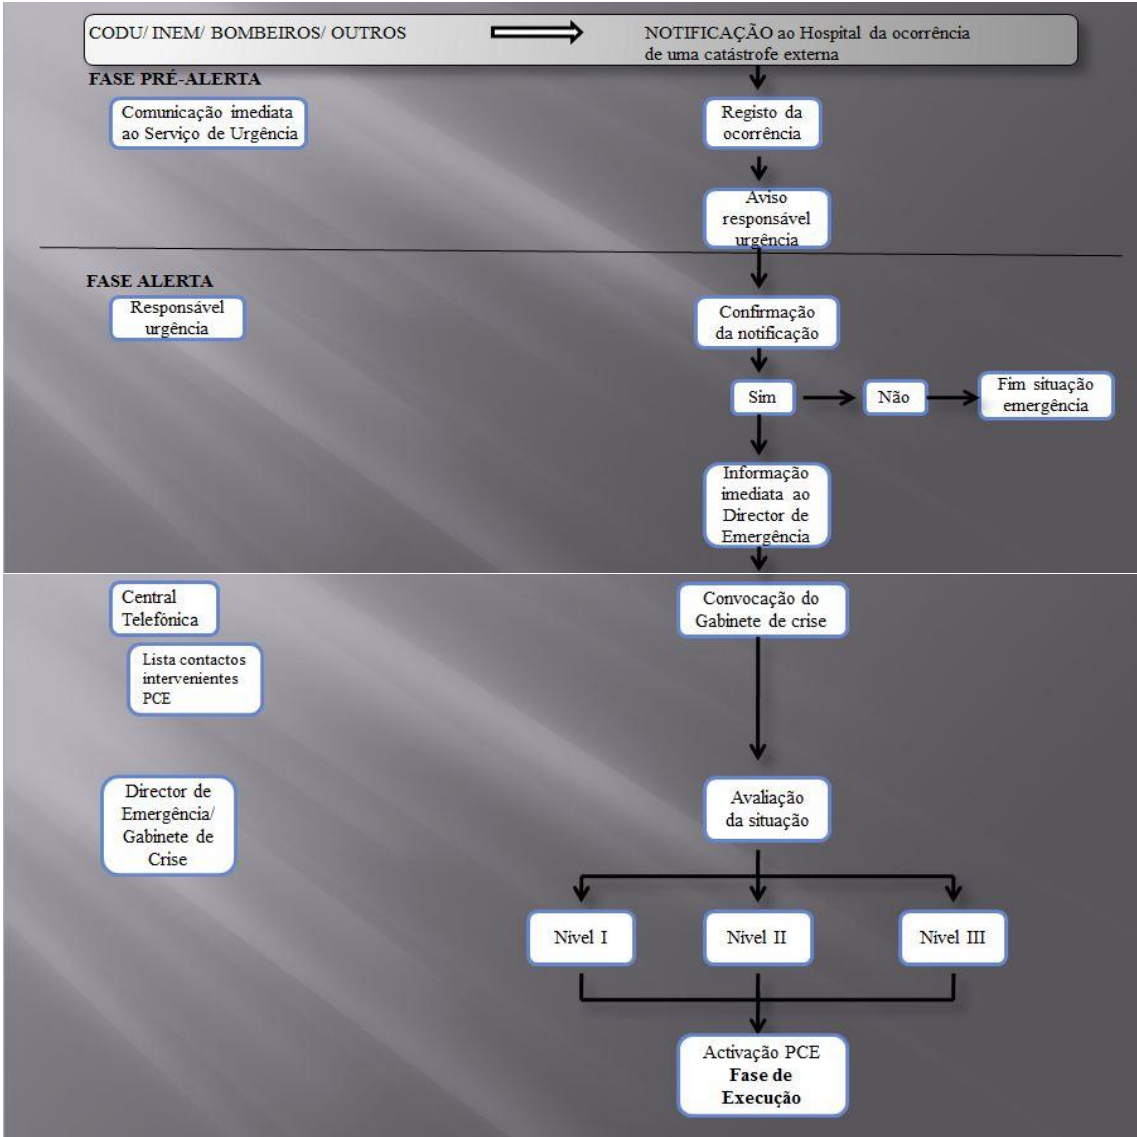 CODU/ INEM/ BOMBEIROS/ OUTROS
NOTIFICAÇÃO ao Hospital da ocorrência
de uma catástrofe externa
FASE PRÉ-ALERTA
Comunicação imediata
ao Serviço de Urgência
Registo da
ocorrência
Aviso
responsável
urgência
FASE ALERTA
Responsável
urgência
Confirmação
da notificação
Sim
Não
Fim situação
emergência
Informação
imediata ao
Director de
Emergência
Central
Telefónica
Convocação do
Gabinete de crise
Lista contactos
intervenientes
PCE
Director de
Emergência/
Gabinete de
Crise
Avaliação
da situação
Nível I
Nível II
Nível III
Activação PCE
Fase de
Execução